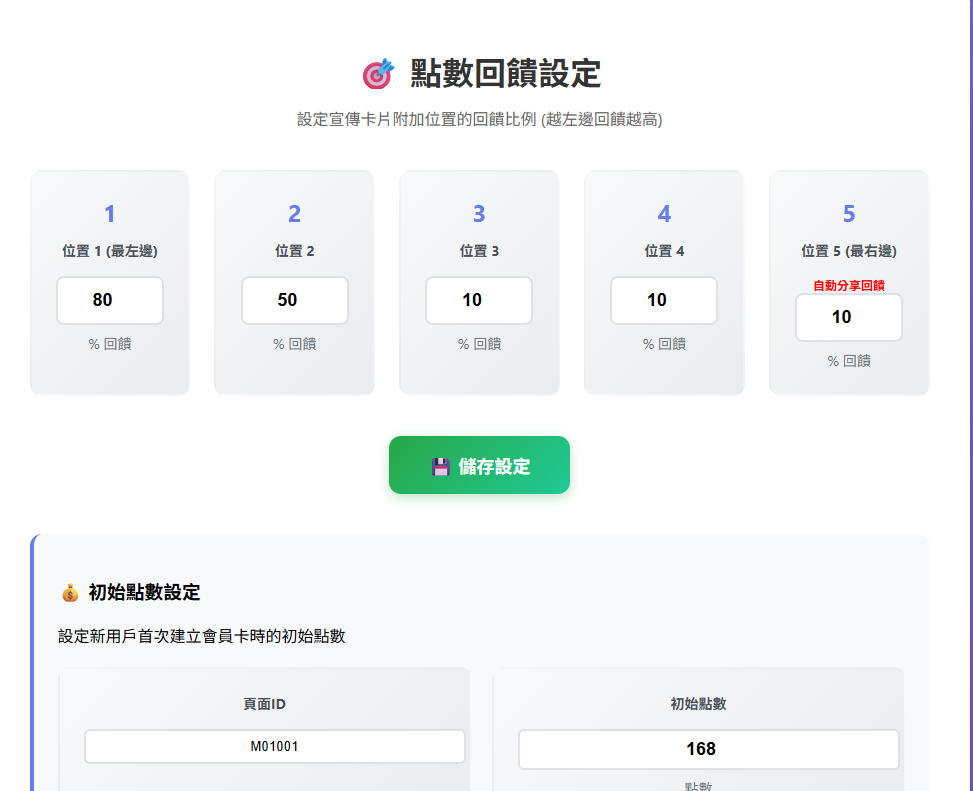 點數回饋設定
設定宣傳卡片附加位置的回饋比例 (越左邊回饋越高)
1
位置 1 (最左邊)
80
% 回饋
2
位置 2
50
% 回饋
3
位置 3
10
% 回饋
4
位置 4
10
% 回饋
5
位置 5 (最右邊)
自動分享回饋
10
% 回饋
儲存設定
初始點數設定
設定新用戶首次建立會員卡時的初始點數
頁面ID
M01001
初始點數
168
點數